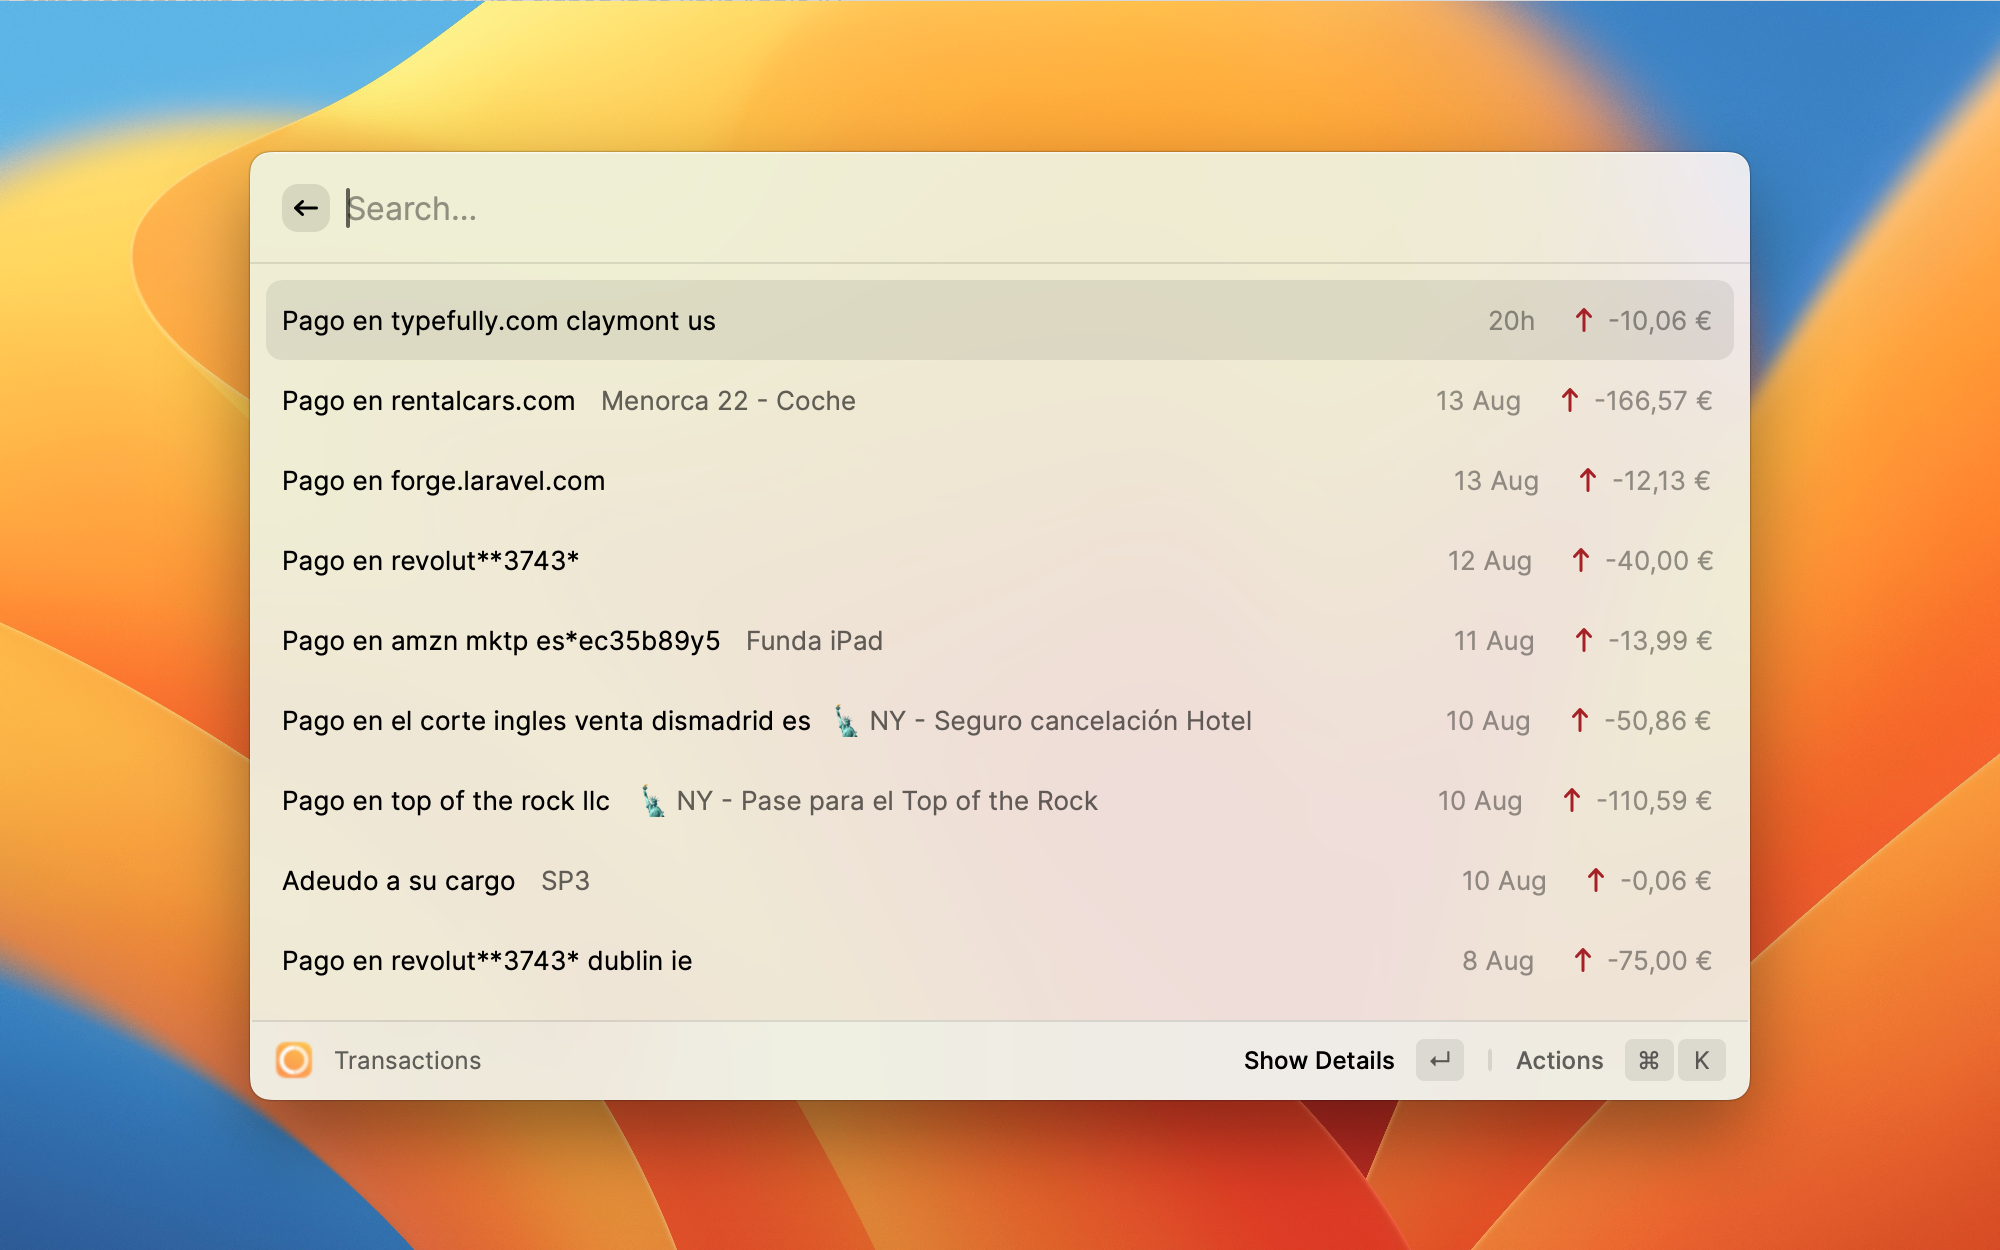 Search...
Pago en typefully.com claymont us 20h ↑ -10,06 €
Pago en rentalcars.com Menorca 22 - Coche 13 Aug ↑ -166,57 €
Pago en forge.laravel.com 13 Aug ↑ -12,13 €
Pago en revolut**3743* 12 Aug ↑ -40,00 €
Pago en amzn mktp es*ec35b89y5 Funda iPad 11 Aug ↑ -13,99 €
Pago en el corte ingles venta dismadrid es 🗽 NY - Seguro cancelación Hotel 10 Aug ↑ -50,86 €
Pago en top of the rock llc 🗽 NY - Pase para el Top of the Rock 10 Aug ↑ -110,59 €
Adeudo a su cargo SP3 10 Aug ↑ -0,06 €
Pago en revolut**3743* dublin ie 8 Aug ↑ -75,00 €
Transactions Show Details ↵ | Actions ⌘ K